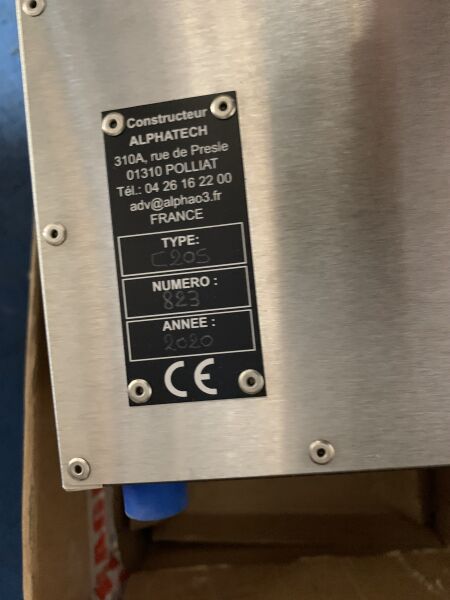 Constructeur
ALPHATECH
310A, rue de Presle
01310 POLLIAT
Tél.: 04 26 16 22 00
adv@alphao3.fr
FRANCE
TYPE:
C20S
NUMERO :
823
ANNEE :
2020
CE